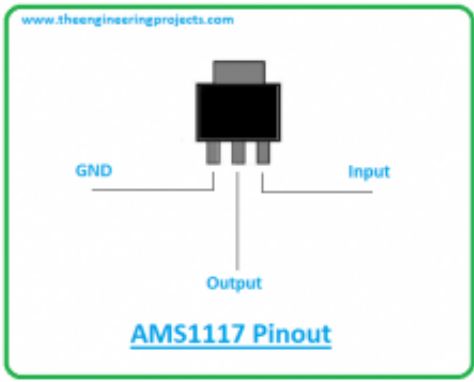 www.theengineeringprojects.com
GND
Input
Output
AMS1117 Pinout